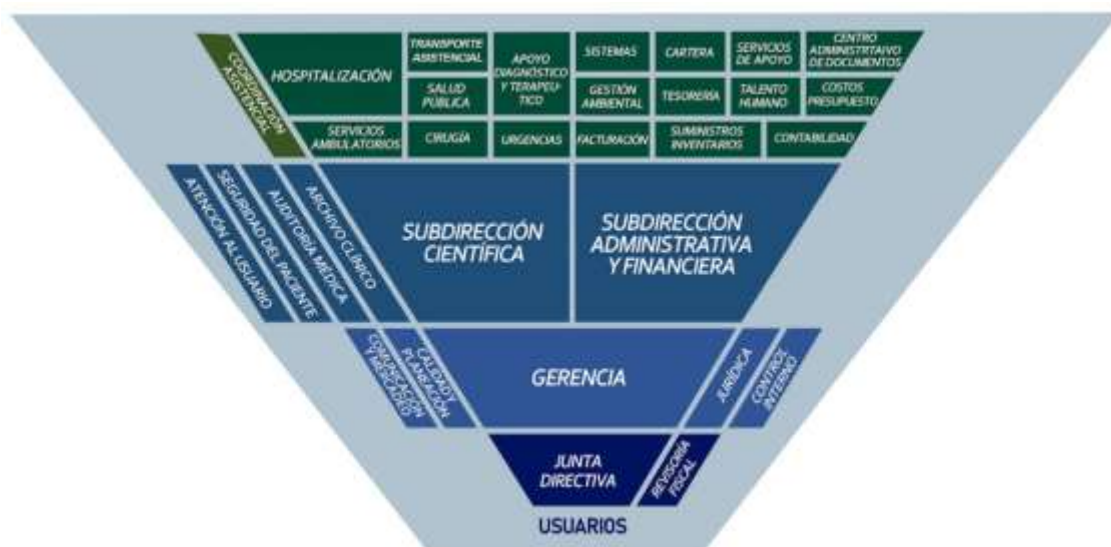 COORDINACIÓN
ASISTENCIAL
HOSPITALIZACIÓN
TRANSPORTE
ASISTENCIAL
APOYO
DIAGNÓSTICO
Y TERAPEU-
TICO
SISTEMAS
CARTERA
SERVICIOS
DE APOYO
CENTRO
ADMINISTRTAIVO
DE DOCUMENTOS
SALUD
PÚBLICA
GESTIÓN
AMBIENTAL
TESORERÍA
TALENTO
HUMANO
COSTOS
PRESUPUESTO
SERVICIOS
AMBULATORIOS
CIRUGÍA
URGENCIAS
FACTURACIÓN
SUMINISTROS
INVENTARIOS
CONTABILIDAD
ATENCIÓN AL USUARIO
SEGURIDAD DEL PACIENTE
AUDITORÍA MÉDICA
ARCHIVO CLÍNICO
SUBDIRECCIÓN
CIENTÍFICA
SUBDIRECCIÓN
ADMINISTRATIVA
Y FINANCIERA
COMUNICACIÓN
Y MERCADEO
CALIDAD Y
PLANEACIÓN
GERENCIA
JURÍDICA
CONTROL
INTERNO
JUNTA
DIRECTIVA
REVISORÍA
FISCAL
USUARIOS